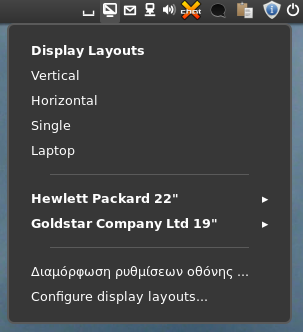 Display Layouts
Vertical
Horizontal
Single
Laptop
Hewlett Packard 22"
Goldstar Company Ltd 19"
Διαμόρφωση ρυθμίσεων οθόνης ...
Configure display layouts...